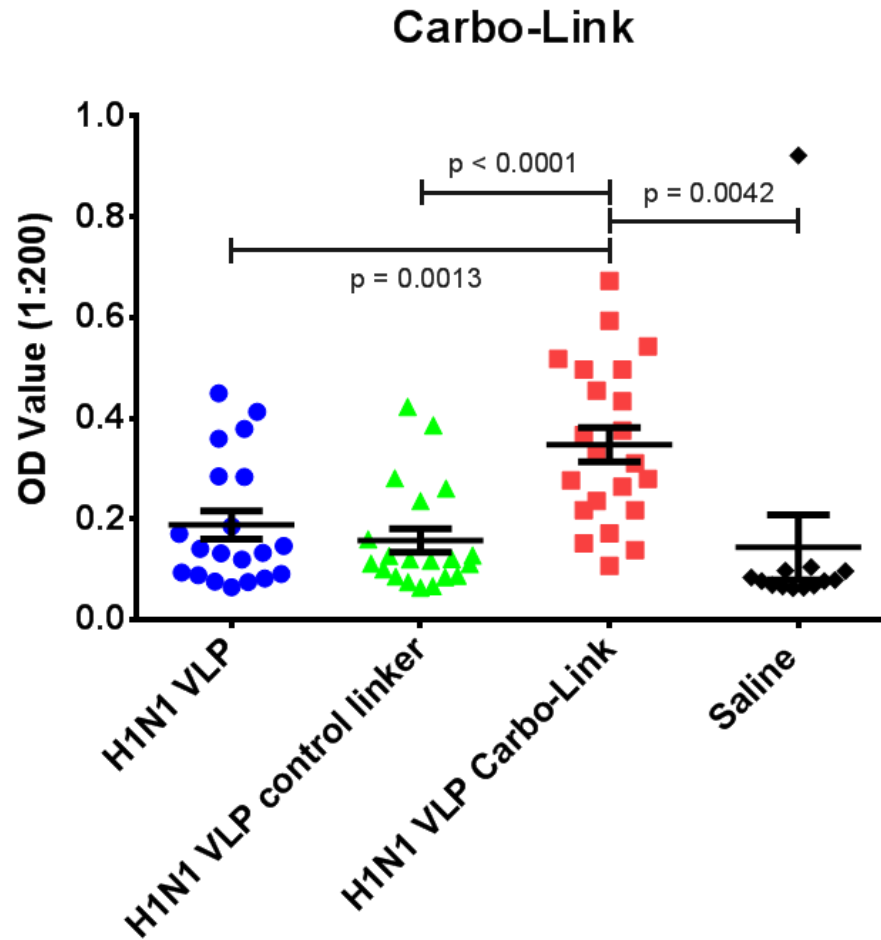 Carbo-Link
OD Value (1:200)
1.0
0.8
0.6
0.4
0.2
0.0
p < 0.0001
p = 0.0042
p = 0.0013
H1N1 VLP
H1N1 VLP control linker
H1N1 VLP Carbo-Link
Saline